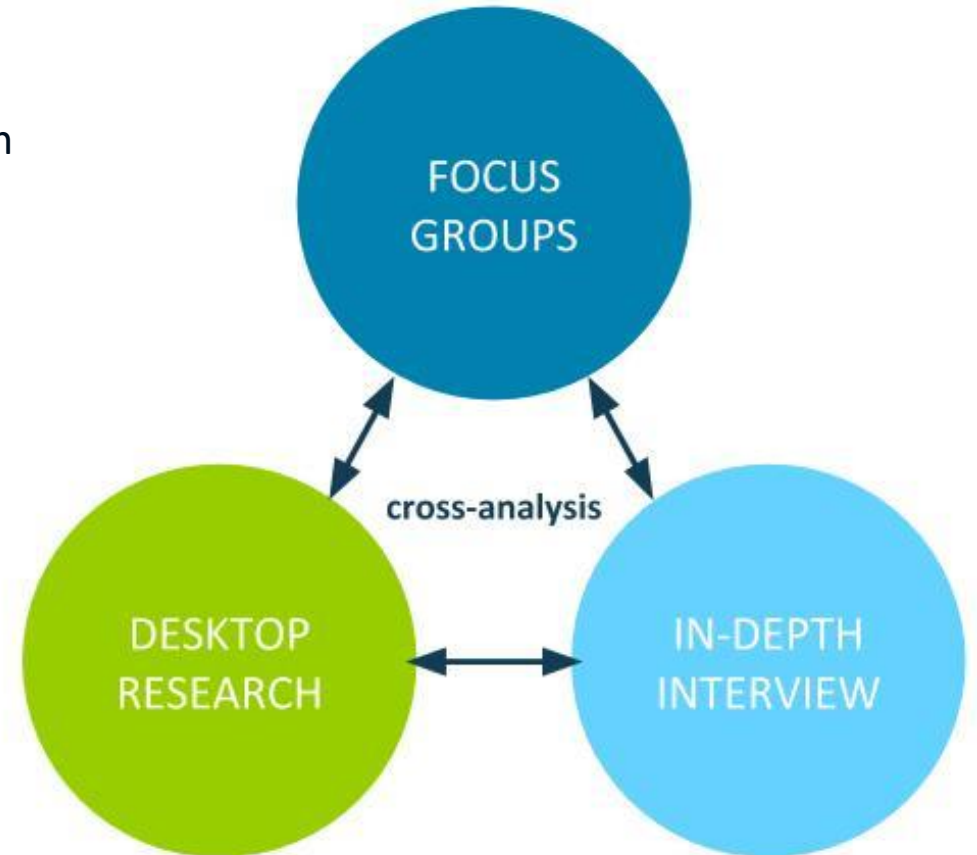 FOCUS
GROUPS
cross-analysis
DESKTOP
RESEARCH
IN-DEPTH
INTERVIEW